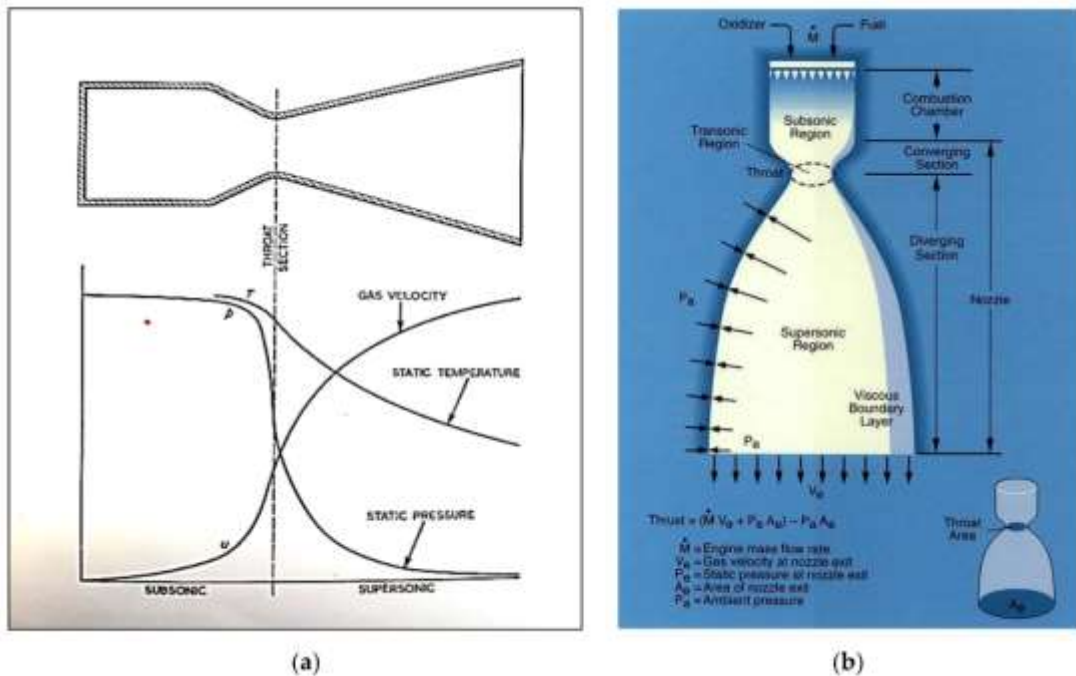 THROAT
SECTION
T
p
GAS VELOCITY
STATIC TEMPERATURE
STATIC PRESSURE
u
SUBSONIC
SUPERSONIC
(a)
Oxidizer
Ṁ
Fuel
Combustion
Chamber
Subsonic
Region
Transonic
Region
Converging
Section
Throat
Diverging
Section
Nozzle
Pa
Supersonic
Region
Viscous
Boundary
Layer
Pe
Ve
Thrust = (Ṁ Ve + Pe Ae) – Pa Ae
Ṁ = Engine mass flow rate
Ve = Gas velocity at nozzle exit
Pe = Static pressure at nozzle exit
Ae = Area of nozzle exit
Pa = Ambient pressure
Throat
Area
Ae
(b)